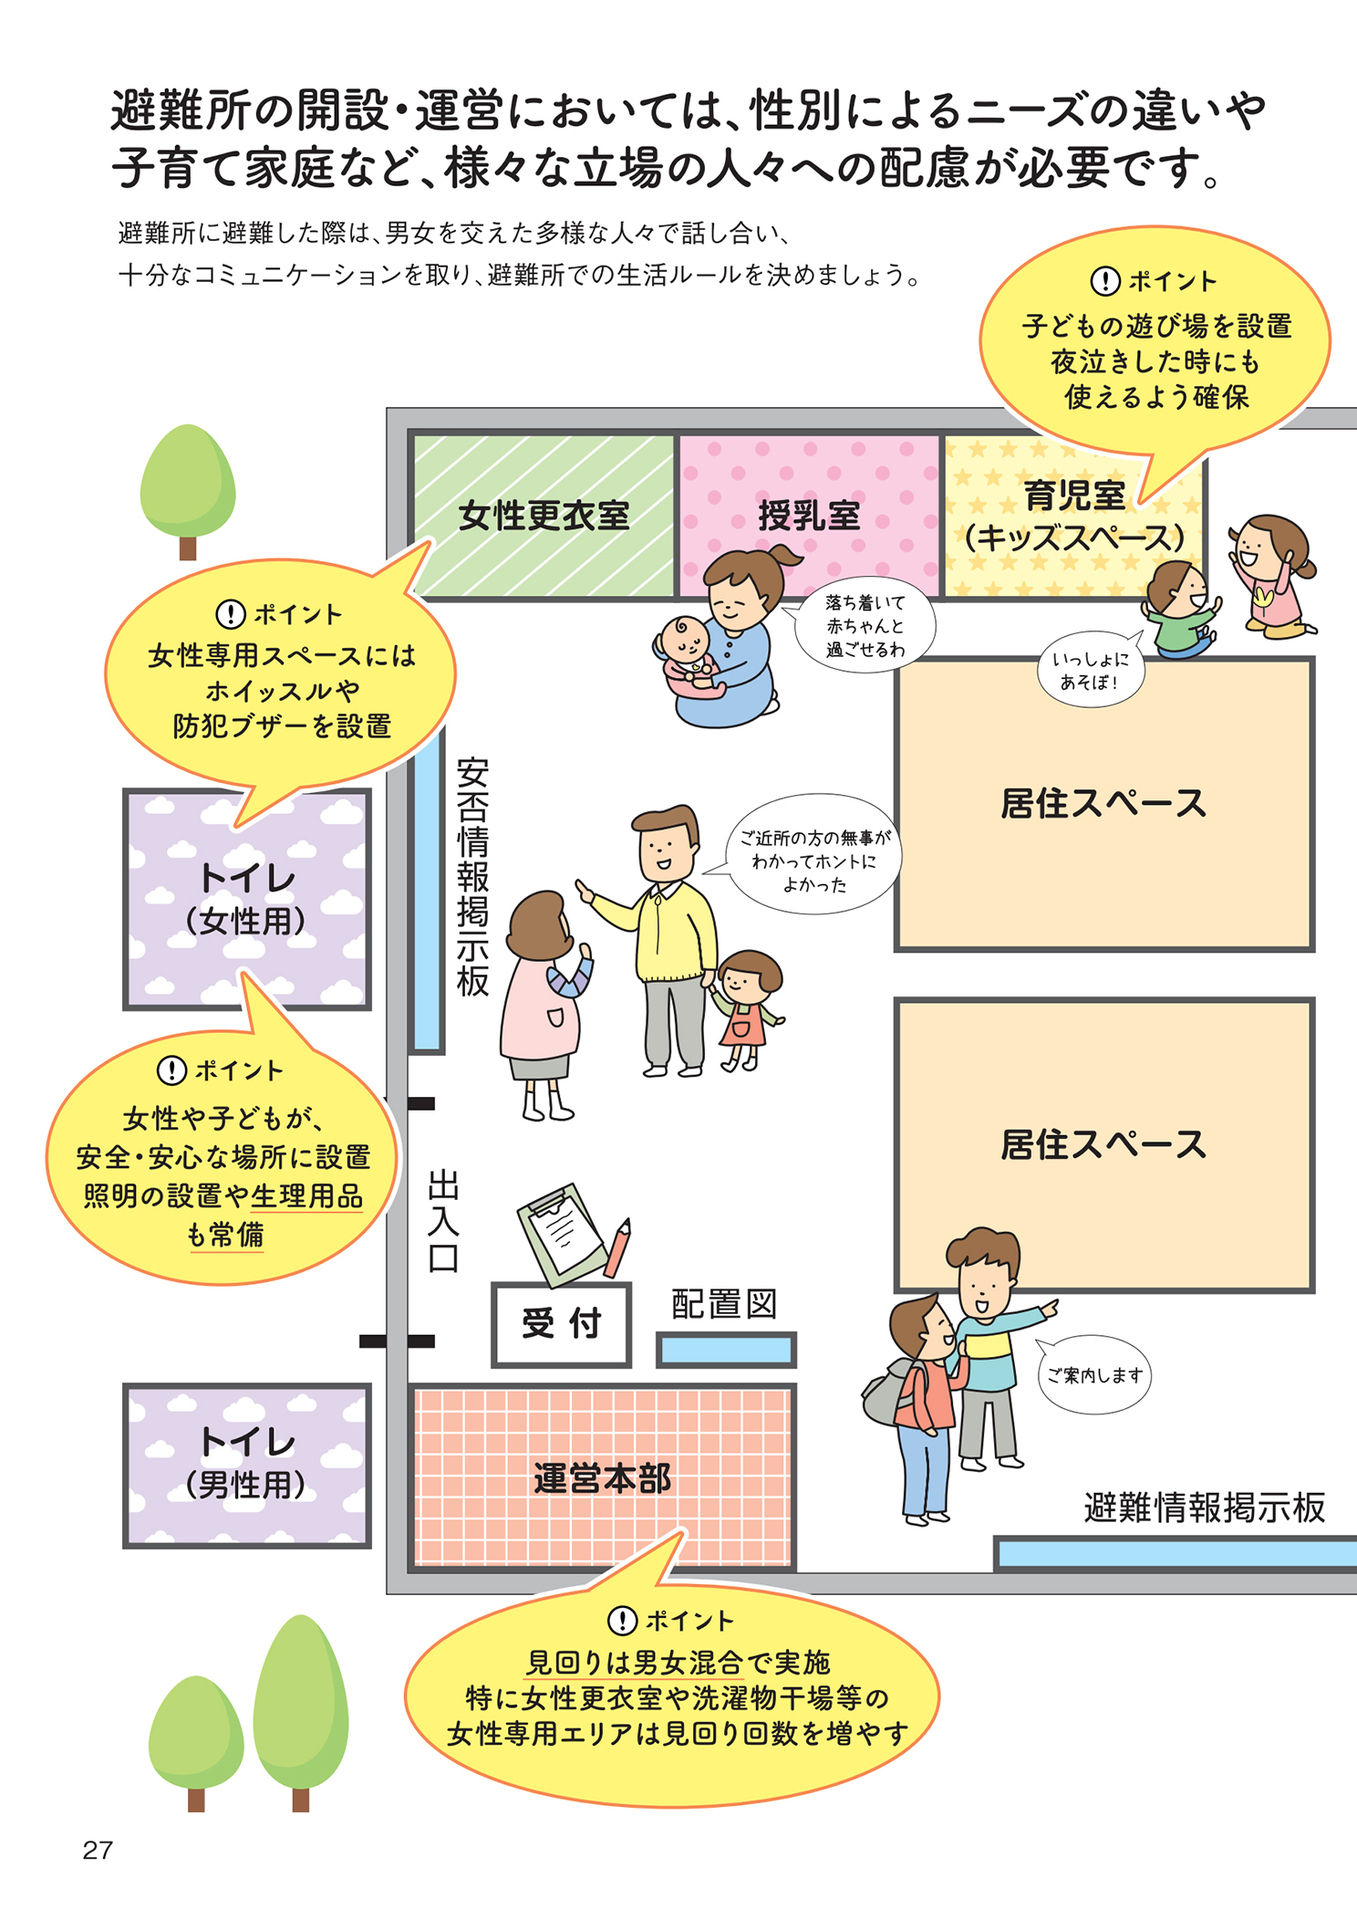 避難所の開設・運営においては、性別によるニーズの違いや
子育て家庭など、様々な立場の人々への配慮が必要です。
避難所に避難した際は、男女を交えた多様な人々で話し合い、
十分なコミュニケーションを取り、避難所での生活ルールを決めましょう。
ポイント
子どもの遊び場を設置
夜泣きした時にも
使えるよう確保
女性更衣室
授乳室
育児室
(キッズスペース)
ポイント
女性専用スペースには
ホイッスルや
防犯ブザーを設置
落ち着いて
赤ちゃんと
過ごせるわ
いっしょに
あそぼ!
安否情報掲示板
居住スペース
ご近所の方の無事が
わかってホントに
よかった
トイレ
(女性用)
ポイント
女性や子どもが、
安全・安心な場所に設置
照明の設置や生理用品
も常備
居住スペース
出入口
受付
配置図
ご案内します
トイレ
(男性用)
運営本部
避難情報掲示板
ポイント
見回りは男女混合で実施
特に女性更衣室や洗濯物干場等の
女性専用エリアは見回り回数を増やす
27